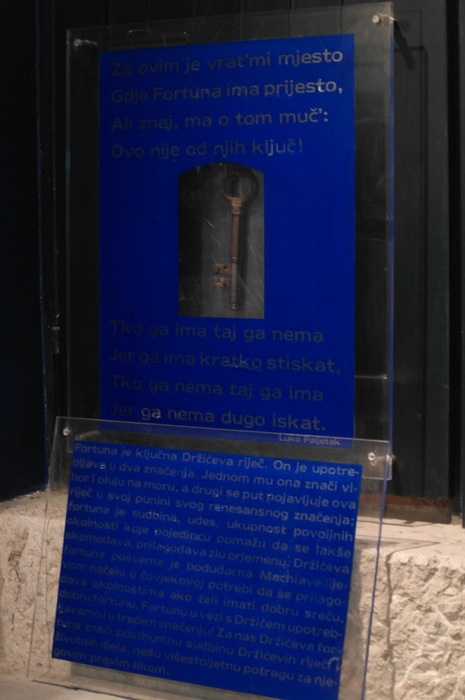 Za ovim je vrat'mi mjesto
Gdje Fortuna ima prijesto,
Ali znaj, ma o tom muč':
Ovo nije od njih ključ!
Tko ga ima taj ga nema
Jer ga ima kratko stiskat,
Tko ga nema taj ga ima
Jer ga nema dugo iskat.
Luko Paljetak
Fortuna je ključna Držićeva riječ. On je upotre-
bljava u dva značenja. Jednom mu ona znači vi-
hor i oluju na moru, a drugi se put pojavljuje ova
riječ u svoj punini svog renesansnog značenja;
fortuna je sudbina, udes, ukupnost povoljnih
okolnosti koje pojedincu pomažu da se lakše
akomodava, prilagođava zlu brjemenu. Držićeva
fortuna posvema je podudarna Machiavellije-
vom načelu o čovjekovoj potrebi da se prilago-
đava okolnostima ako želi imati dobru sreću,
dobru fortunu. Fortunu u vezi s Držićem upotreb-
ljavamo i u trećem značenju: Za nas Držićeva for-
tuna znači posthumnu sudbinu Držićevih riječi i
životnih djela, našu višestoljetnu potragu za nje-
govim pravim likom.